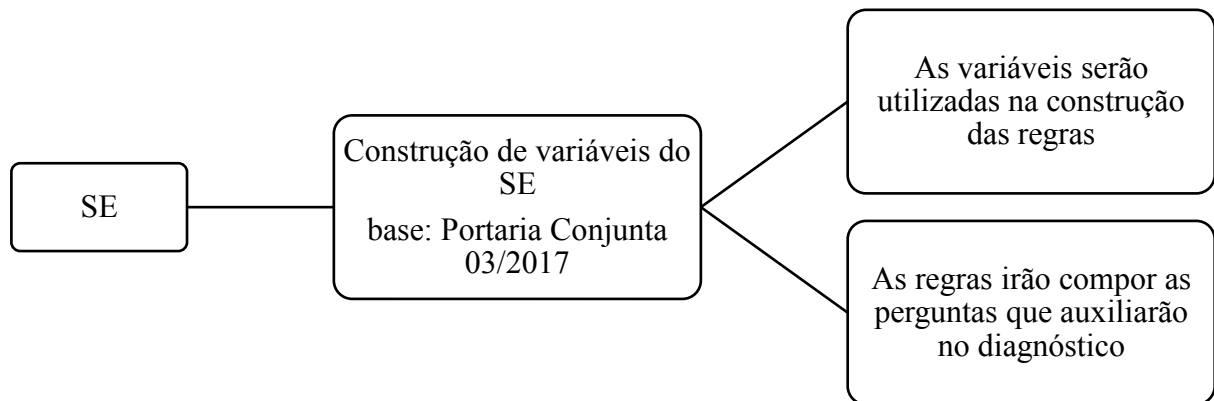 SE
Construção de variáveis do
SE
base: Portaria Conjunta
03/2017
As variáveis serão
utilizadas na construção
das regras
As regras irão compor as
perguntas que auxiliarão
no diagnóstico